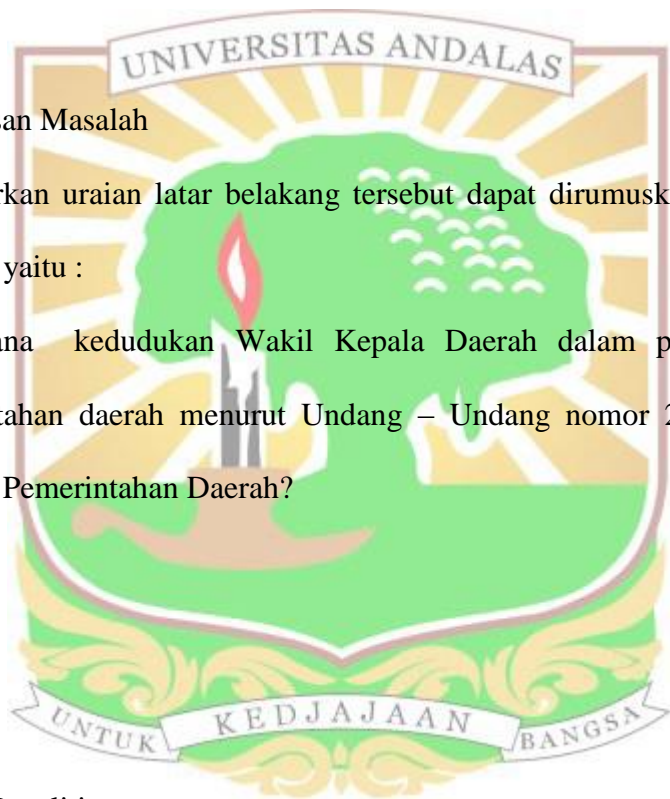 UNIVERSITAS ANDALAS
san Masalah
rkan uraian latar belakang tersebut dapat dirumusk
yaitu :
ana kedudukan Wakil Kepala Daerah dalam p
tahan daerah menurut Undang – Undang nomor 2
Pemerintahan Daerah?
UNTUK KEDJAJAAN BANGSA